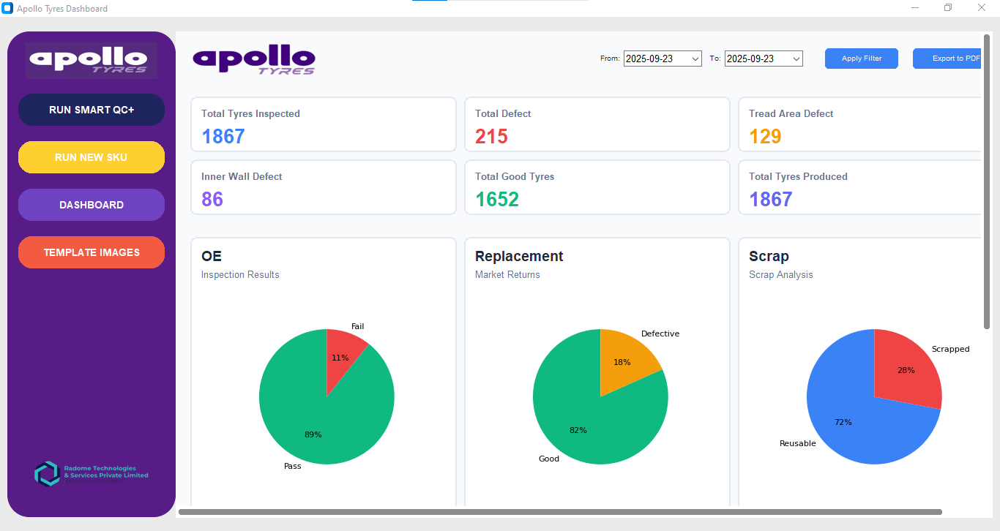 Apollo Tyres Dashboard
apollo
TYRES
RUN SMART QC+
RUN NEW SKU
DASHBOARD
TEMPLATE IMAGES
Radome Technologies
& Services Private Limited
apollo
TYRES
From: 2025-09-23 To: 2025-09-23 Apply Filter Export to PDF
Total Tyres Inspected
1867
Total Defect
215
Tread Area Defect
129
Inner Wall Defect
86
Total Good Tyres
1652
Total Tyres Produced
1867
OE
Inspection Results
Fail
11%
89%
Pass
Replacement
Market Returns
Defective
18%
82%
Good
Scrap
Scrap Analysis
Scrapped
28%
72%
Reusable